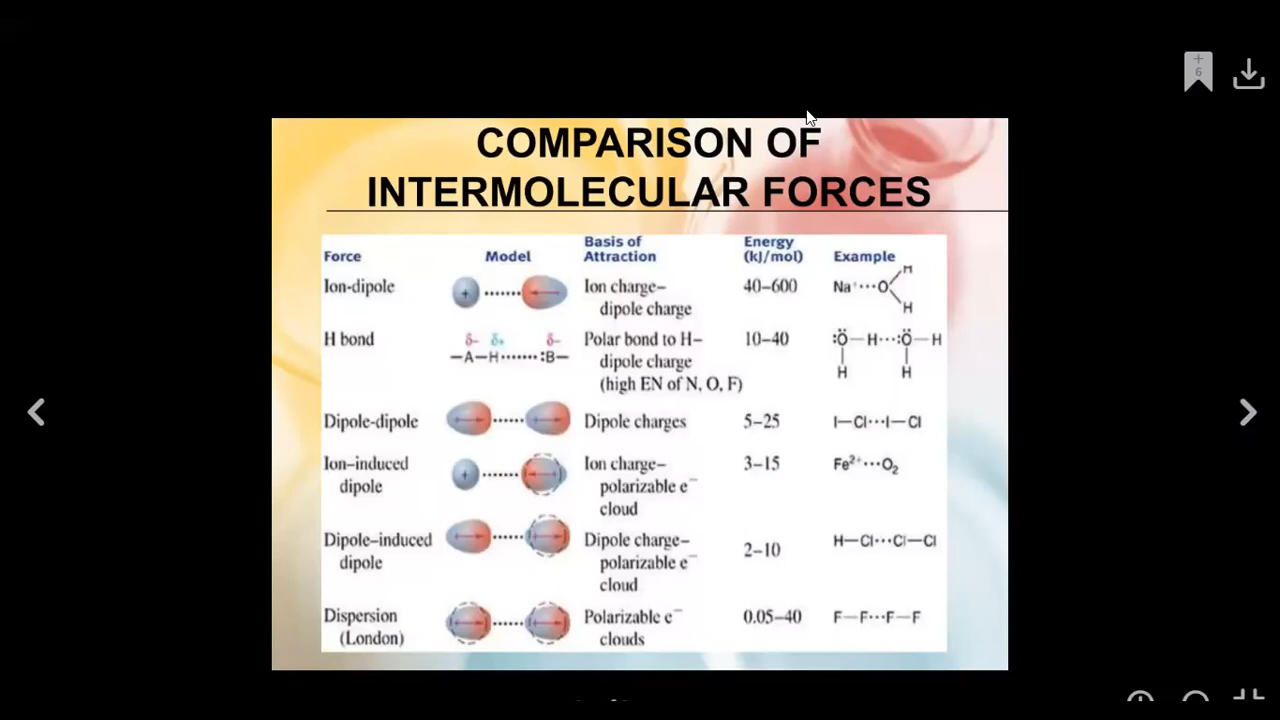 +
6
COMPARISON OF
INTERMOLECULAR FORCES
Force Model Basis of Attraction Energy (kJ/mol) Example
Ion-dipole + Ion charge– 40–600 Na⁺···O H
dipole charge H
H bond δ– δ+ δ– Polar bond to H– 10–40 :Ö—H···:Ö—H
—A—H·······:B— dipole charge H H
(high EN of N, O, F)
Dipole-dipole Dipole charges 5–25 I—Cl···I—Cl
Ion–induced + Ion charge– 3–15 Fe²⁺···O₂
dipole polarizable e⁻
cloud
Dipole–induced Dipole charge– 2–10 H—Cl···Cl—Cl
dipole polarizable e⁻
cloud
Dispersion Polarizable e⁻ 0.05–40 F—F···F—F
(London) clouds